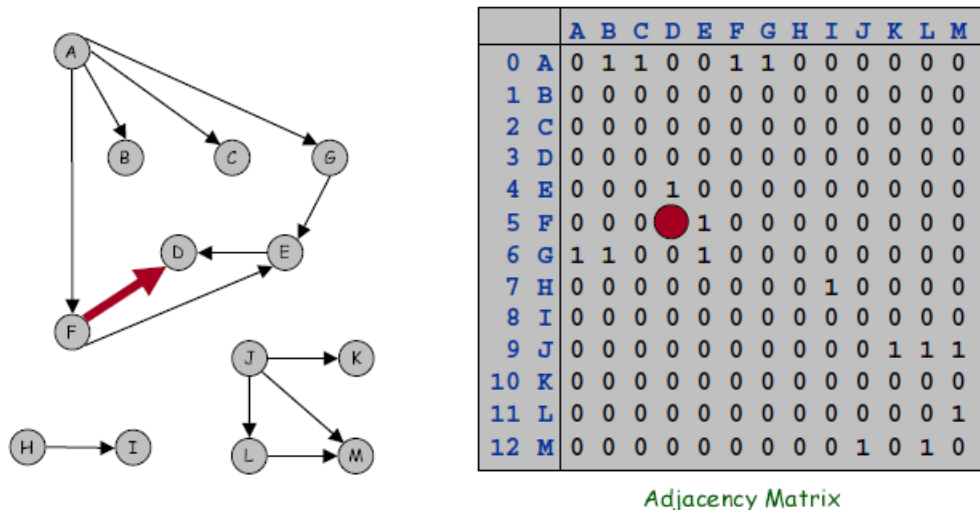 A
B
C
G
D
E
F
J
K
H
I
L
M
A B C D E F G H I J K L M
0 A 0 1 1 0 0 1 1 0 0 0 0 0 0
1 B 0 0 0 0 0 0 0 0 0 0 0 0 0
2 C 0 0 0 0 0 0 0 0 0 0 0 0 0
3 D 0 0 0 0 0 0 0 0 0 0 0 0 0
4 E 0 0 0 1 0 0 0 0 0 0 0 0 0
5 F 0 0 0 1 0 0 0 0 0 0 0 0
6 G 1 1 0 0 1 0 0 0 0 0 0 0 0
7 H 0 0 0 0 0 0 0 0 1 0 0 0 0
8 I 0 0 0 0 0 0 0 0 0 0 0 0 0
9 J 0 0 0 0 0 0 0 0 0 0 1 1 1
10 K 0 0 0 0 0 0 0 0 0 0 0 0 0
11 L 0 0 0 0 0 0 0 0 0 0 0 0 1
12 M 0 0 0 0 0 0 0 0 0 1 0 1 0
Adjacency Matrix